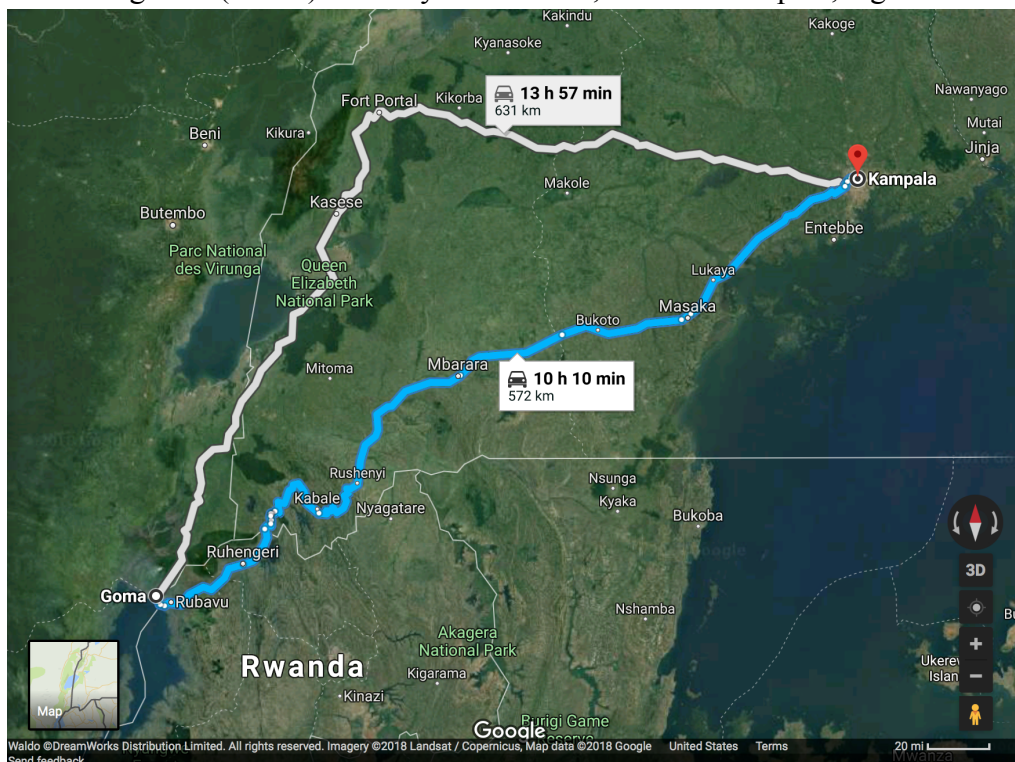 Kakindu
Kakoge
Kyanasoke
13 h 57 min
631 km
Nawanyago
Fort Portal
Kikorba
Mutai
Beni
Kikura
Jinja
Makole
Kampala
Kasese
Butembo
Entebbe
Parc National
des Virunga
Queen
Elizabeth
National Park
Lukaya
Masaka
Bukoto
Mbarara
Mitoma
10 h 10 min
572 km
Rushenyi
Nsunga
Kabale
Nyagatare
Kyaka
Bukoba
Ruhengeri
3D
Goma
Rubavu
Nshamba
Akagera
National Park
Rwanda
Kigarama
Kinazi
Map
Google
Burigi Game
Waldo ©DreamWorks Distribution Limited. All rights reserved. Imagery ©2018 Landsat / Copernicus, Map data ©2018 Google United States Terms 20 mi
Send feedback